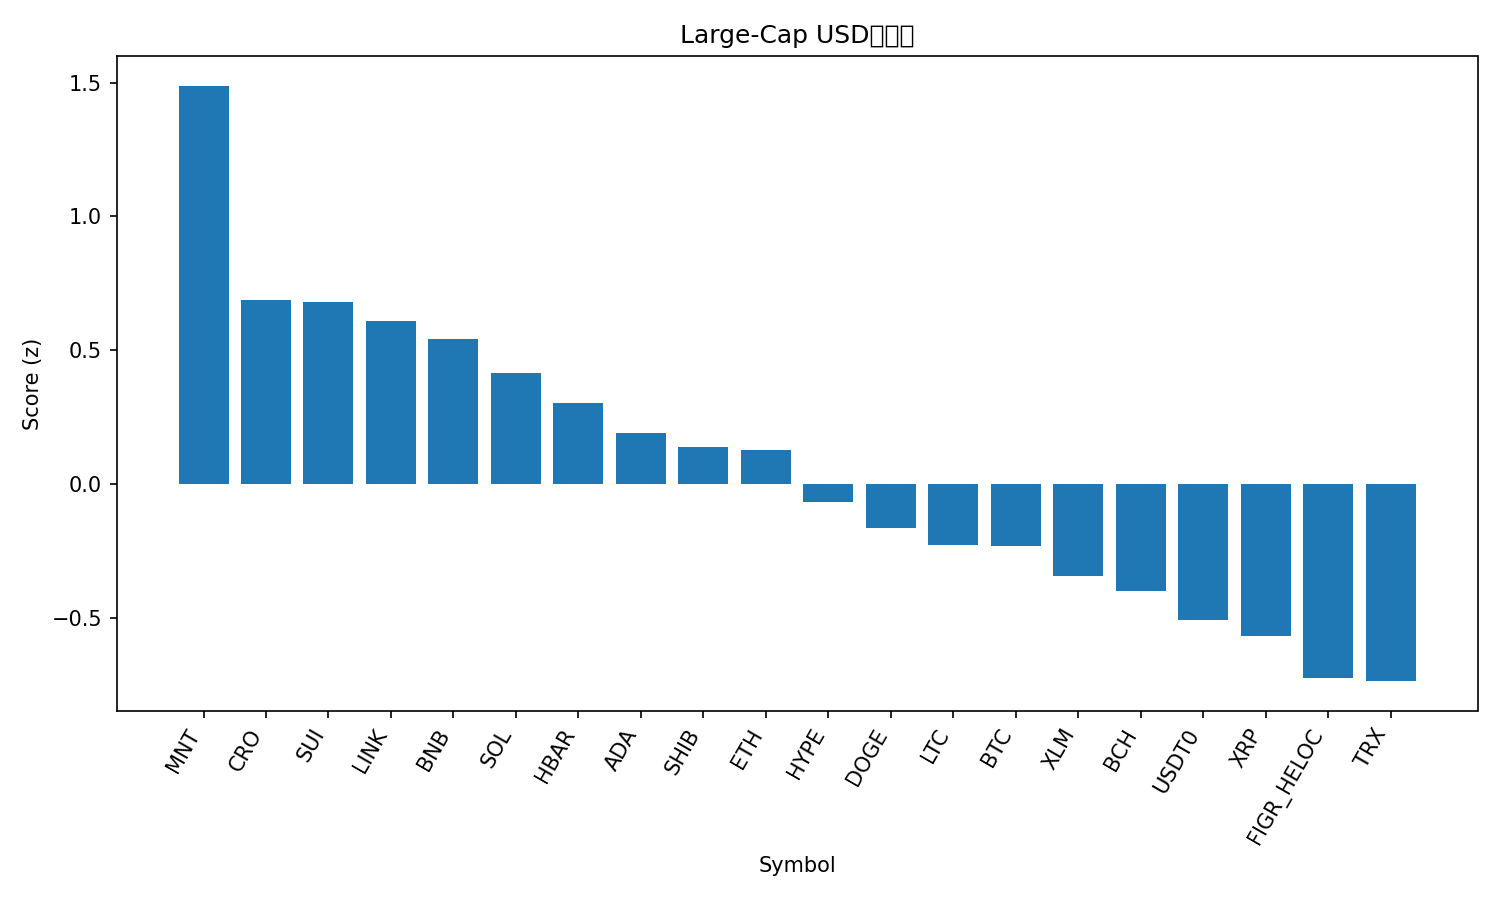 Large-Cap USD
1.5
1.0
0.5
0.0
−0.5
Score (z)
MNT
CRO
SUI
LINK
BNB
SOL
HBAR
ADA
SHIB
ETH
HYPE
DOGE
LTC
BTC
XLM
BCH
USDT0
XRP
FIGR_HELOC
TRX
Symbol